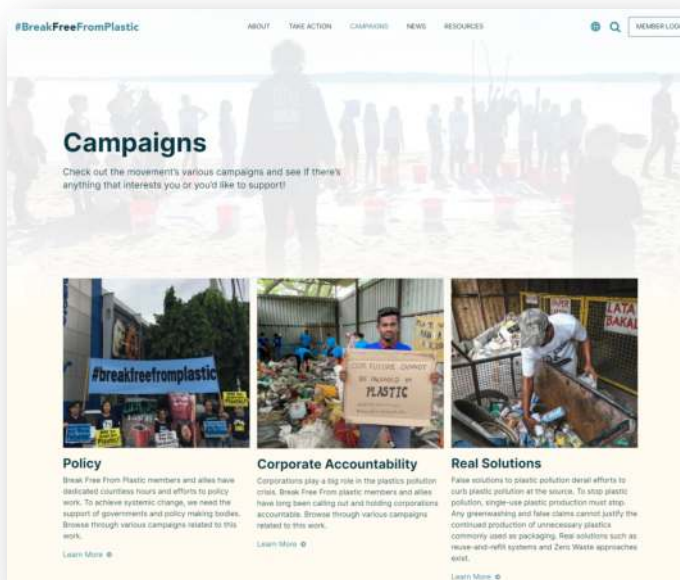 #BreakFreeFromPlastic
ABOUT TAKE ACTION CAMPAIGNS NEWS RESOURCES
Campaigns
Check out the movement's various campaigns and see if there's
anything that interests you or you'd like to support!
#breakfreefromplastic
OUR FUTURE CANNOT
BE PACKAGED IN
PLASTIC
LATA
BAKAL
Policy
Break Free From Plastic members and allies have
dedicated countless hours and efforts to policy
work. To achieve systemic change, we need the
support of governments and policy making bodies.
Browse through various campaigns related to this
work.
Learn More
Corporate Accountability
Corporations play a big role in the plastics pollution
crisis. Break Free From plastic members and allies
have long been calling out and holding corporations
accountable. Browse through various campaigns
related to this work.
Learn More
Real Solutions
False solutions to plastic pollution derail efforts to
curb plastic pollution at the source. To stop plastic
pollution, single-use plastic production must stop.
Any greenwashing and false claims cannot justify the
continued production of unnecessary plastics
commonly used as packaging. Real solutions such as
reuse-and-refill systems and Zero Waste approaches
exist.
Learn More